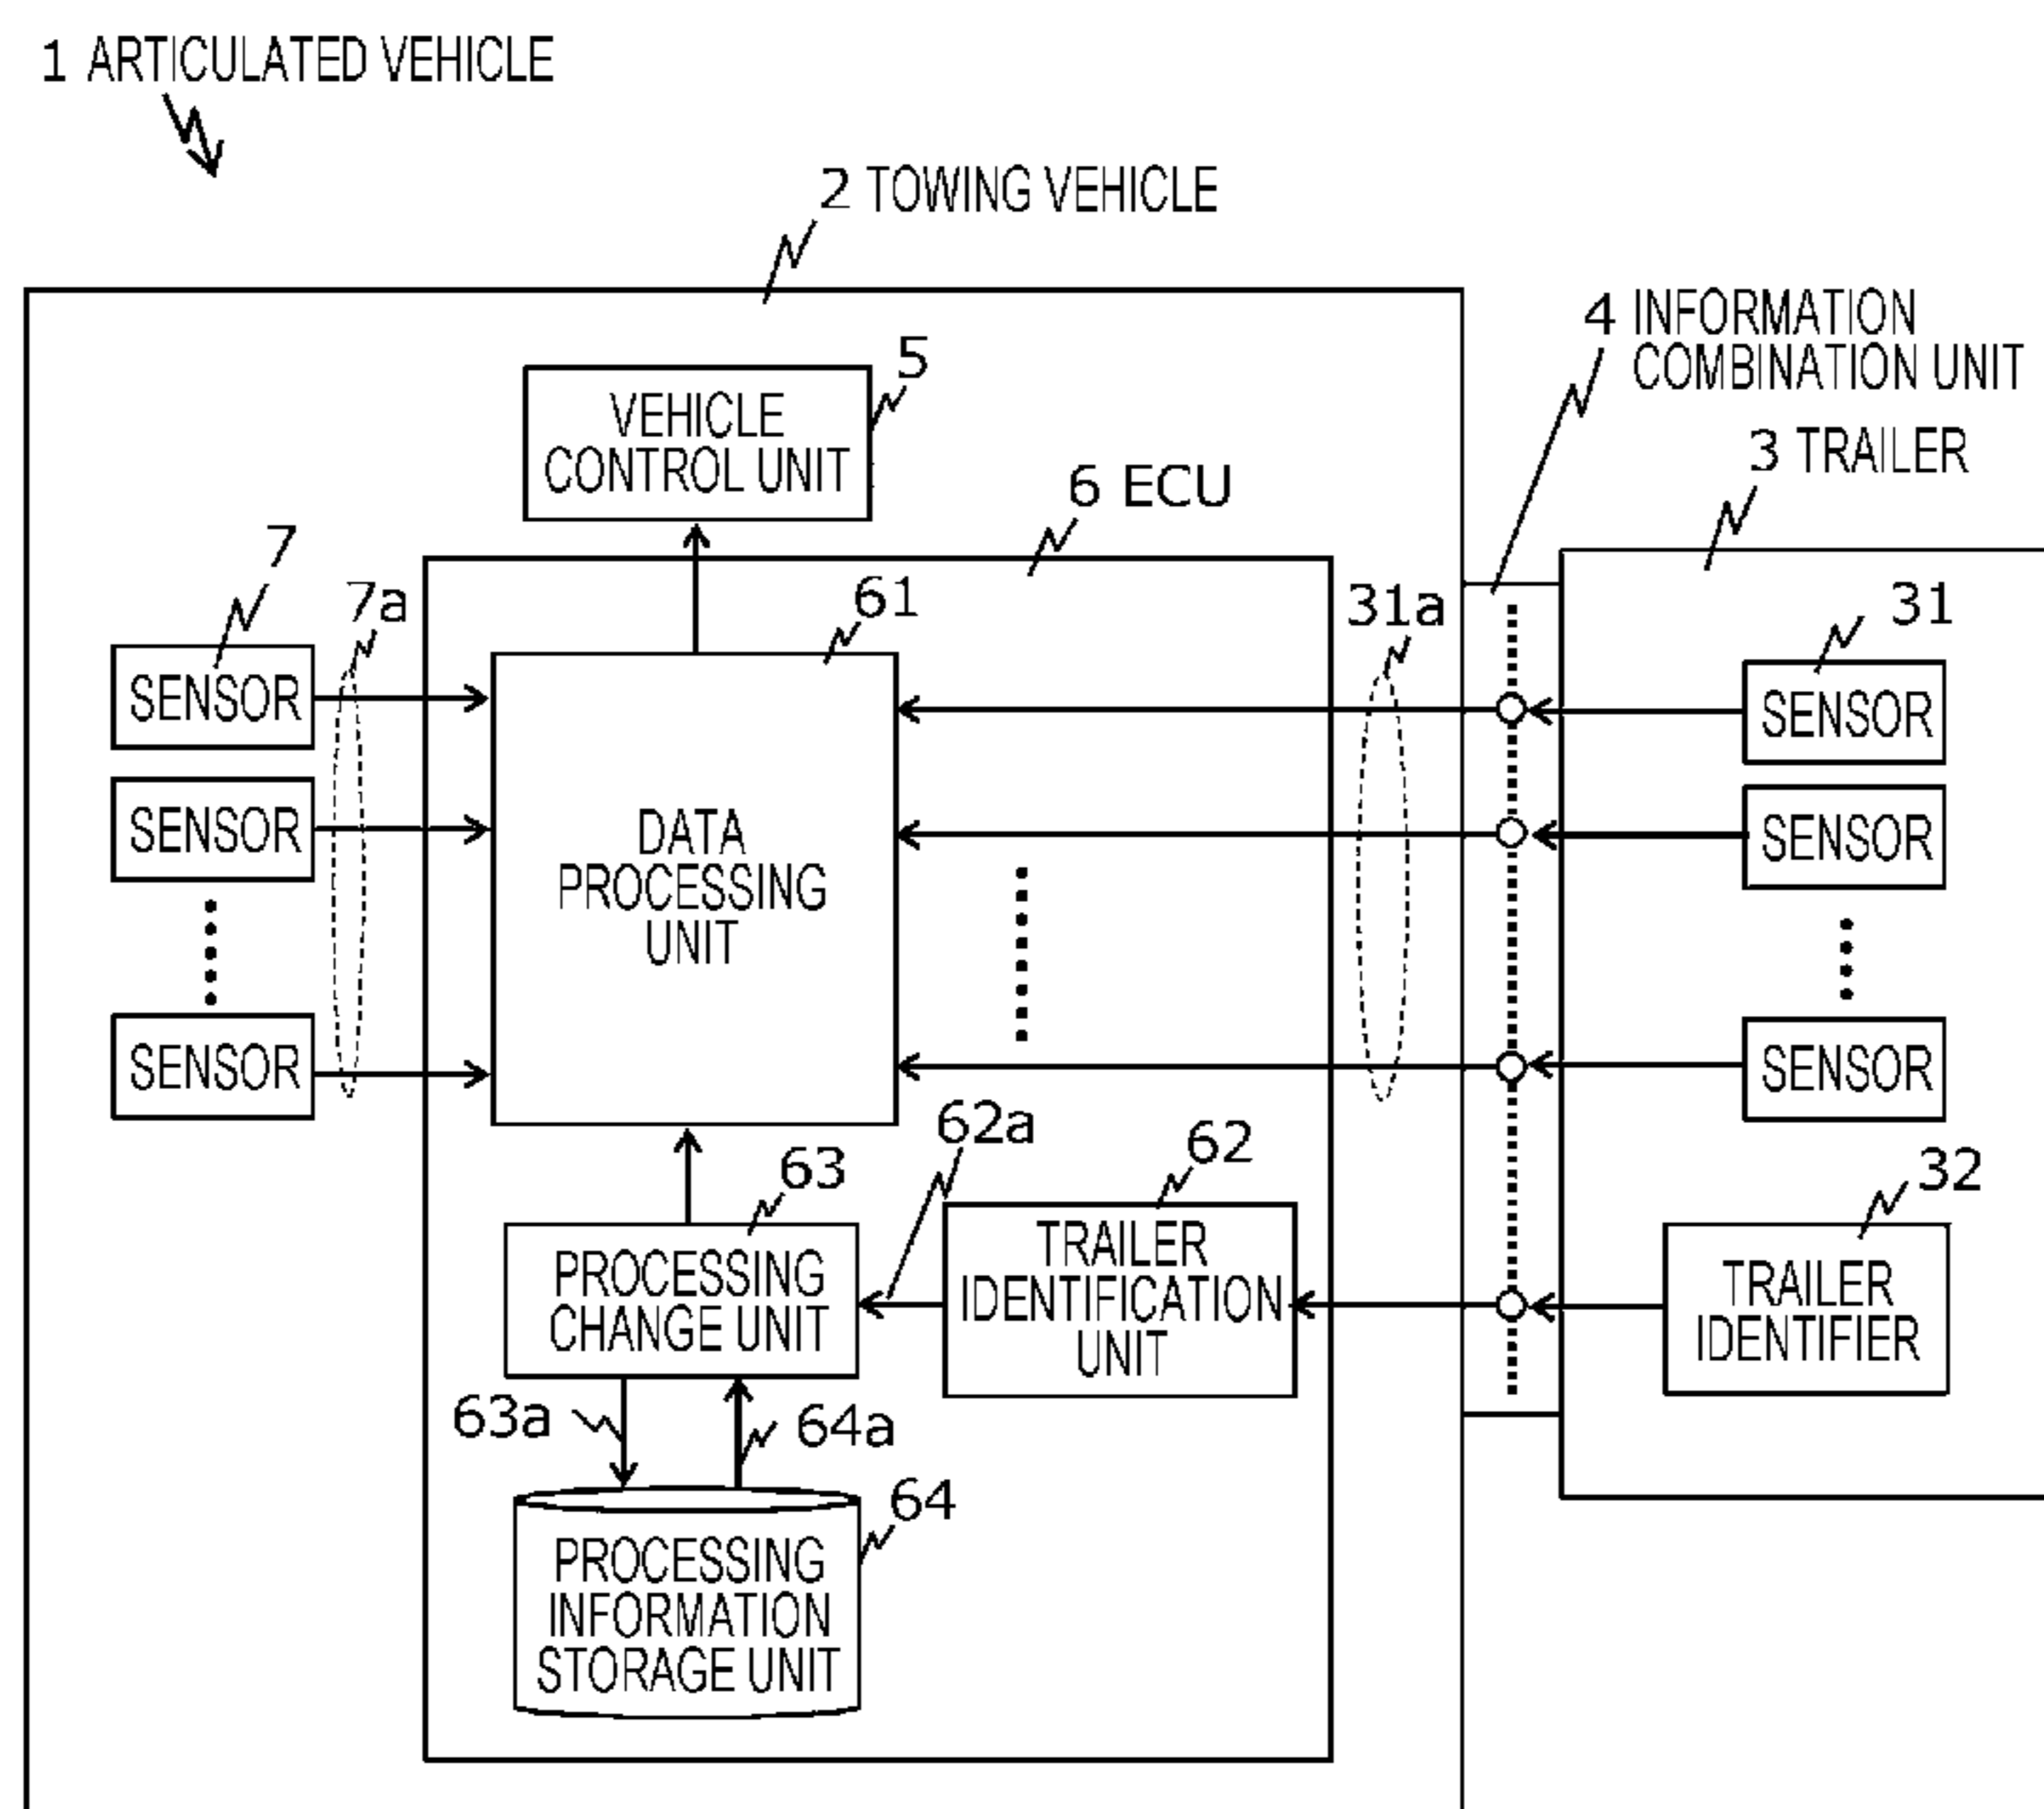 1 ARTICULATED VEHICLE
2 TOWING VEHICLE
4 INFORMATION
COMBINATION UNIT
3 TRAILER
5
VEHICLE
CONTROL UNIT
6 ECU
7
7a
61
31a
31
SENSOR
SENSOR
SENSOR
SENSOR
DATA
PROCESSING
UNIT
SENSOR
SENSOR
62a
62
63
32
PROCESSING
CHANGE UNIT
TRAILER
IDENTIFICATION
UNIT
TRAILER
IDENTIFIER
63a
64a
64
PROCESSING
INFORMATION
STORAGE UNIT